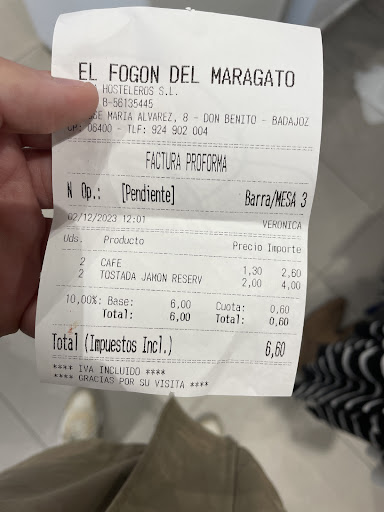 EL FOGON DEL MARAGATO
HOSTELEROS S.L.
B-56135445
JOSE MARIA ALVAREZ, 8 - DON BENITO - BADAJOZ
CP: 06400 - TLF: 924 902 004
FACTURA PROFORMA
N Op.: [Pendiente] Barra/MESA 3
02/12/2023 12:01 VERONICA
Uds. Producto Precio Importe
2 CAFE 1,30 2,60
2 TOSTADA JAMON RESERV 2,00 4,00
10,00%: Base: 6,00 Cuota: 0,60
Total: 6,00 Total: 0,60
Total (Impuestos Incl.) 6,60
**** IVA INCLUIDO ****
**** GRACIAS POR SU VISITA ****